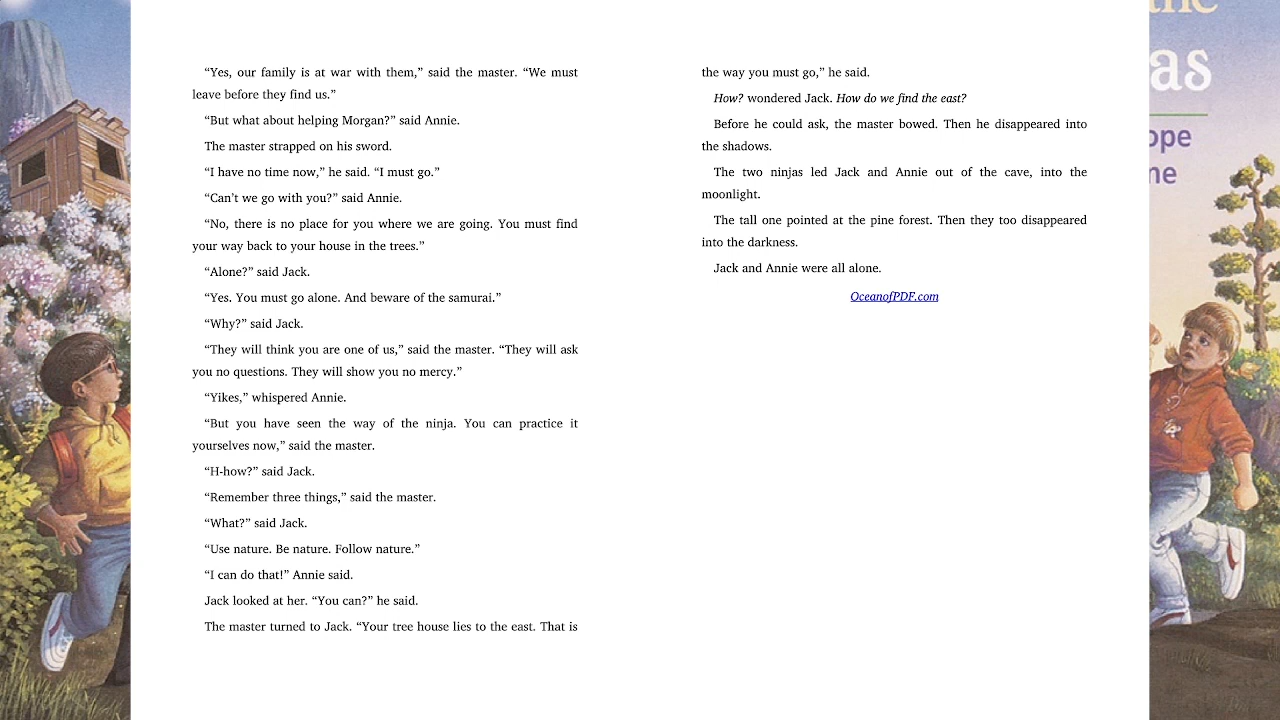 “Yes, our family is at war with them,” said the master. “We must
leave before they find us.”
“But what about helping Morgan?” said Annie.
The master strapped on his sword.
“I have no time now,” he said. “I must go.”
“Can’t we go with you?” said Annie.
“No, there is no place for you where we are going. You must find
your way back to your house in the trees.”
“Alone?” said Jack.
“Yes. You must go alone. And beware of the samurai.”
“Why?” said Jack.
“They will think you are one of us,” said the master. “They will ask
you no questions. They will show you no mercy.”
“Yikes,” whispered Annie.
“But you have seen the way of the ninja. You can practice it
yourselves now,” said the master.
“H-how?” said Jack.
“Remember three things,” said the master.
“What?” said Jack.
“Use nature. Be nature. Follow nature.”
“I can do that!” Annie said.
Jack looked at her. “You can?” he said.
The master turned to Jack. “Your tree house lies to the east. That is
the way you must go,” he said.
How? wondered Jack. How do we find the east?
Before he could ask, the master bowed. Then he disappeared into
the shadows.
The two ninjas led Jack and Annie out of the cave, into the
moonlight.
The tall one pointed at the pine forest. Then they too disappeared
into the darkness.
Jack and Annie were all alone.
OceanofPDF.com
as
ope
ne